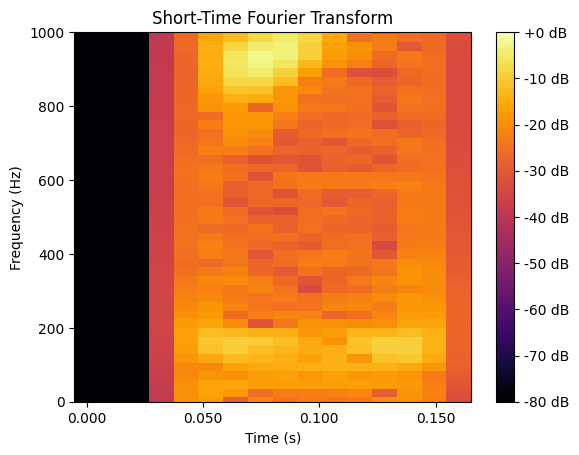 Short-Time Fourier Transform
1000
800
600
400
200
0
Frequency (Hz)
0.000
0.050
0.100
0.150
Time (s)
+0 dB
-10 dB
-20 dB
-30 dB
-40 dB
-50 dB
-60 dB
-70 dB
-80 dB